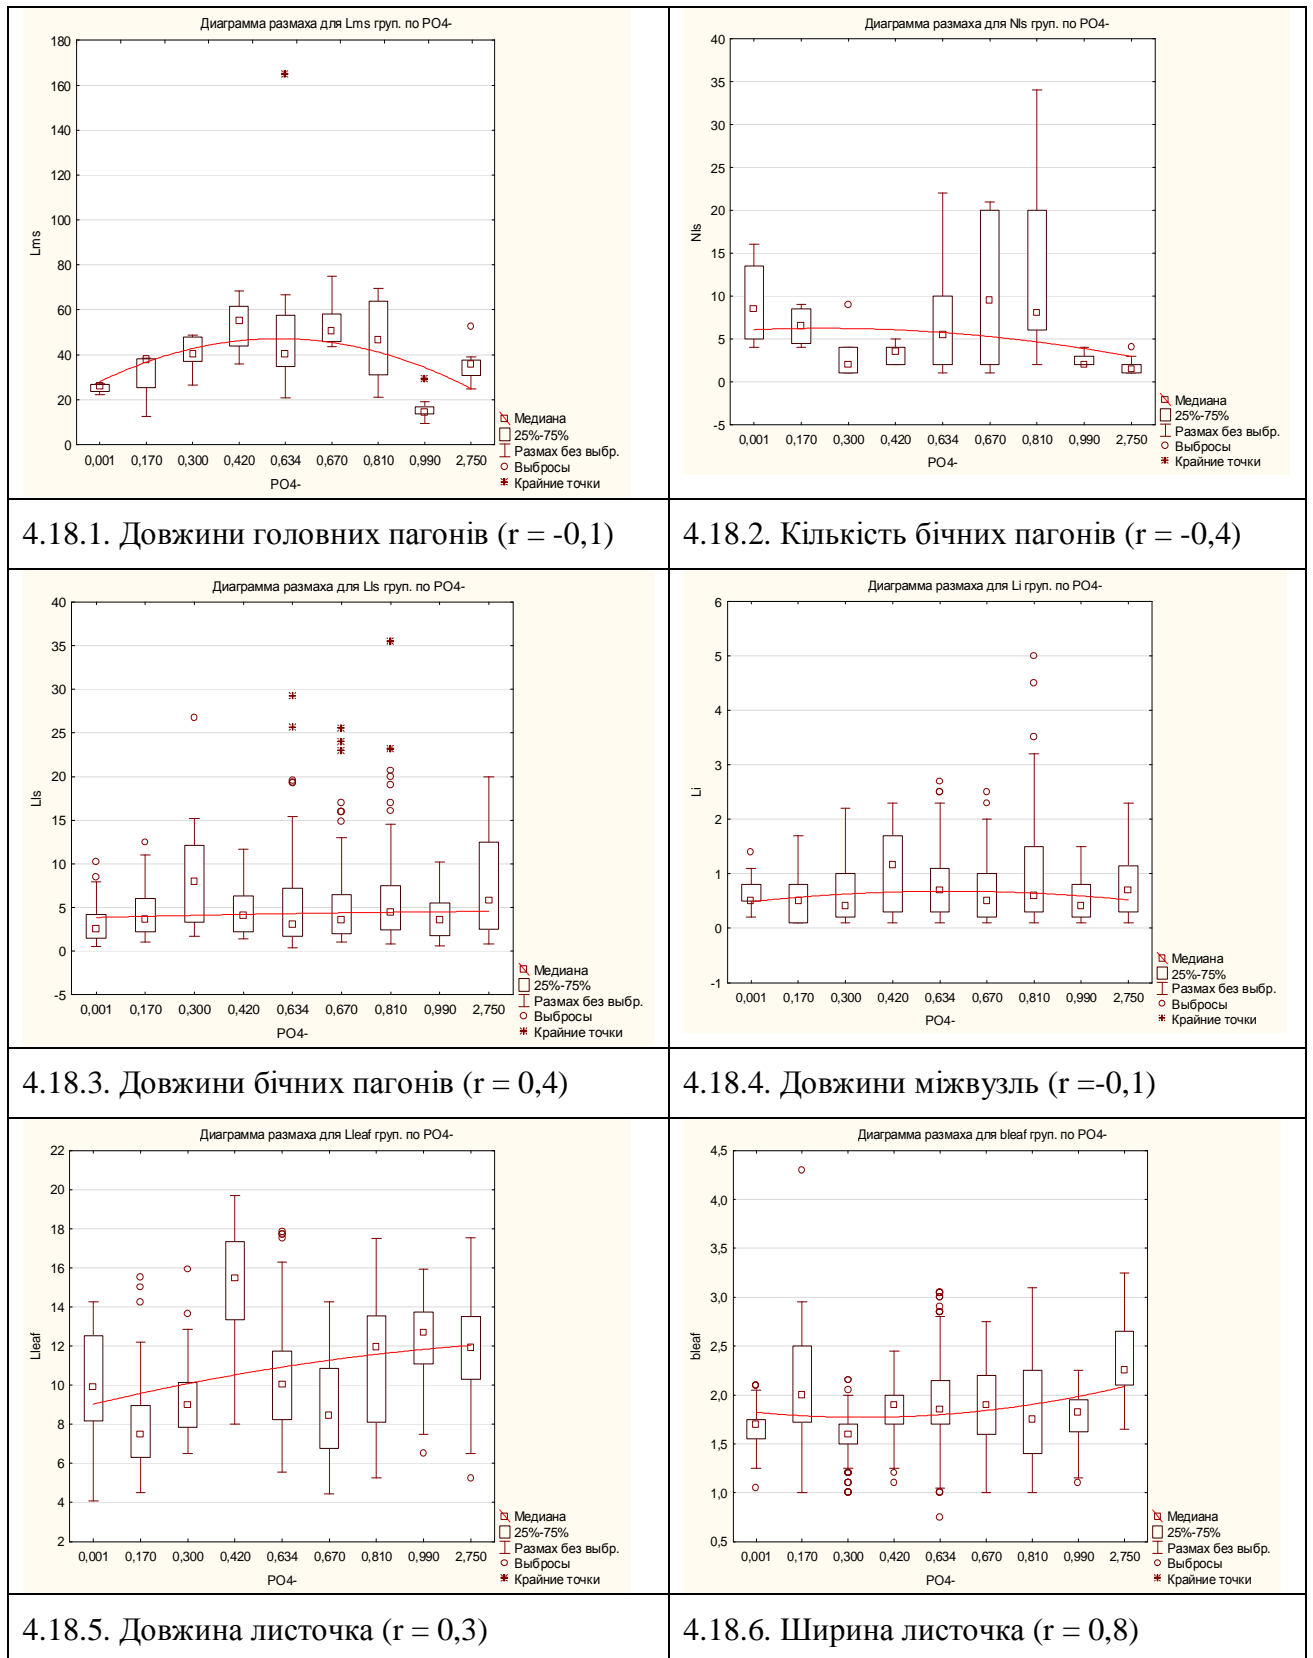 Диаграмма размаха для Lms груп. по PO4-
180
160
140
120
100
80
60
40
20
0
Lms
0,001 0,170 0,300 0,420 0,634 0,670 0,810 0,990 2,750
PO4-
Медиана
25%-75%
Размах без выбр.
Выбросы
Крайние точки
Диаграмма размаха для Nls груп. по PO4-
40
35
30
25
20
15
10
5
0
-5
Nls
0,001 0,170 0,300 0,420 0,634 0,670 0,810 0,990 2,750
PO4-
Медиана
25%-75%
Размах без выбр.
Выбросы
Крайние точки
4.18.1. Довжини головних пагонів (r = -0,1)
4.18.2. Кількість бічних пагонів (r = -0,4)
Диаграмма размаха для Lls груп. по PO4-
40
35
30
25
20
15
10
5
0
-5
Lls
0,001 0,170 0,300 0,420 0,634 0,670 0,810 0,990 2,750
PO4-
Медиана
25%-75%
Размах без выбр.
Выбросы
Крайние точки
Диаграмма размаха для Li груп. по PO4-
6
5
4
3
2
1
0
-1
Li
0,001 0,170 0,300 0,420 0,634 0,670 0,810 0,990 2,750
PO4-
Медиана
25%-75%
Размах без выбр.
Выбросы
Крайние точки
4.18.3. Довжини бічних пагонів (r = 0,4)
4.18.4. Довжини міжвузль (r =-0,1)
Диаграмма размаха для Lleaf груп. по PO4-
22
20
18
16
14
12
10
8
6
4
2
Lleaf
0,001 0,170 0,300 0,420 0,634 0,670 0,810 0,990 2,750
PO4-
Медиана
25%-75%
Размах без выбр.
Выбросы
Крайние точки
Диаграмма размаха для bleaf груп. по PO4-
4,5
4,0
3,5
3,0
2,5
2,0
1,5
1,0
0,5
bleaf
0,001 0,170 0,300 0,420 0,634 0,670 0,810 0,990 2,750
PO4-
Медиана
25%-75%
Размах без выбр.
Выбросы
Крайние точки
4.18.5. Довжина листочка (r = 0,3)
4.18.6. Ширина листочка (r = 0,8)